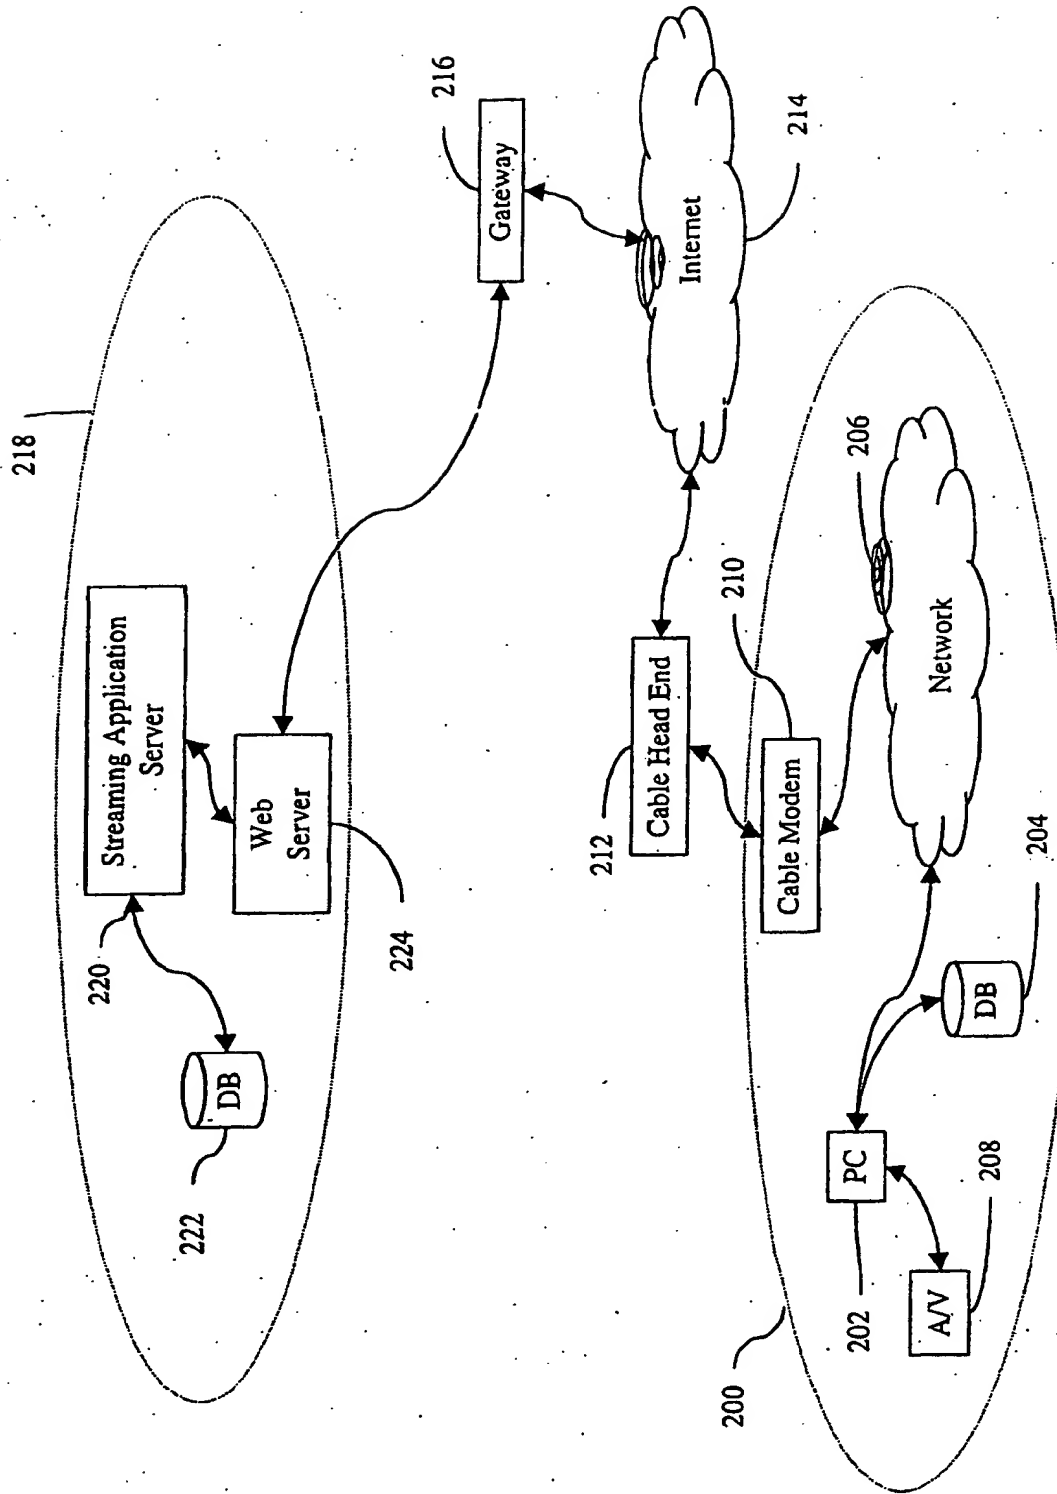 218
Streaming Application
Server
220
DB
222
Web
Server
224
216
Gateway
Internet
214
212
Cable Head End
210
Cable Modem
206
Network
PC
202
DB
204
A/V
208
200